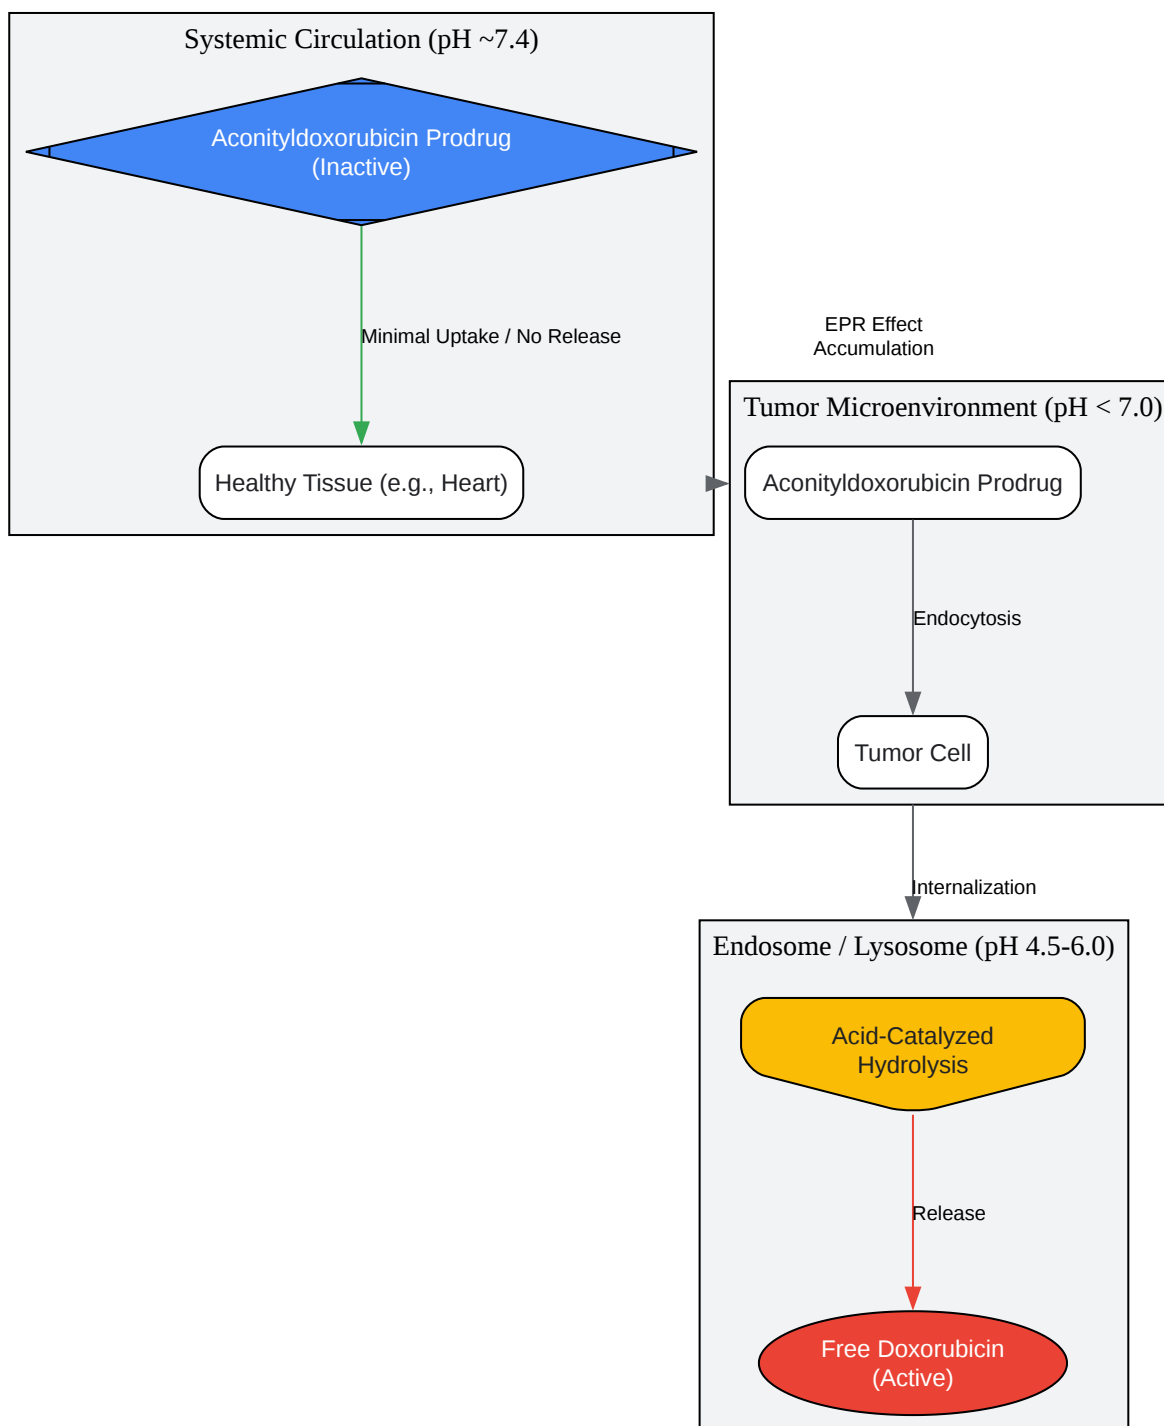 Systemic Circulation (pH ~7.4)
Aconityldoxorubicin Prodrug
(Inactive)
Minimal Uptake / No Release
Healthy Tissue (e.g., Heart)
EPR Effect
Accumulation
Tumor Microenvironment (pH < 7.0)
Aconityldoxorubicin Prodrug
Endocytosis
Tumor Cell
Internalization
Endosome / Lysosome (pH 4.5-6.0)
Acid-Catalyzed
Hydrolysis
Release
Free Doxorubicin
(Active)